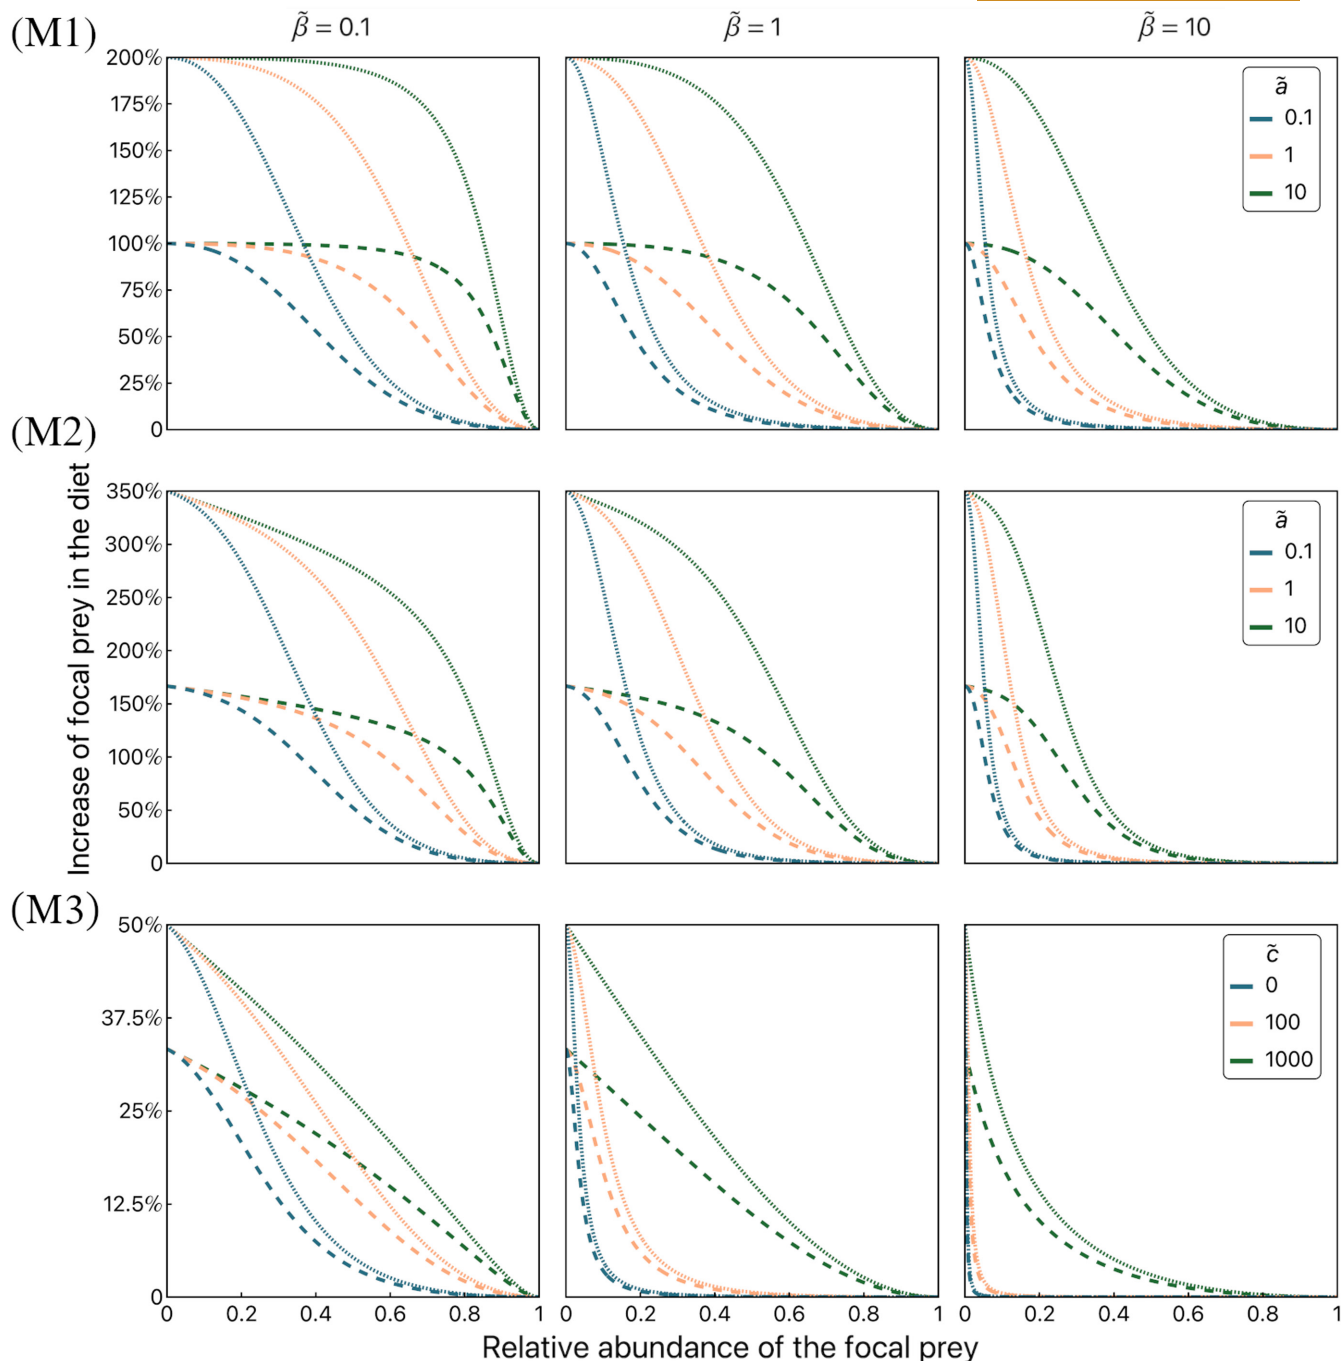 (M1)
β̃ = 0.1
β̃ = 1
β̃ = 10
200%
175%
150%
125%
100%
75%
50%
25%
0
ã
0.1
1
10
(M2)
350%
300%
250%
200%
150%
100%
50%
0
ã
0.1
1
10
Increase of focal prey in the diet
(M3)
50%
37.5%
25%
12.5%
0
c̃
0
100
1000
0 0.2 0.4 0.6 0.8 1
0 0.2 0.4 0.6 0.8 1
0 0.2 0.4 0.6 0.8 1
Relative abundance of the focal prey